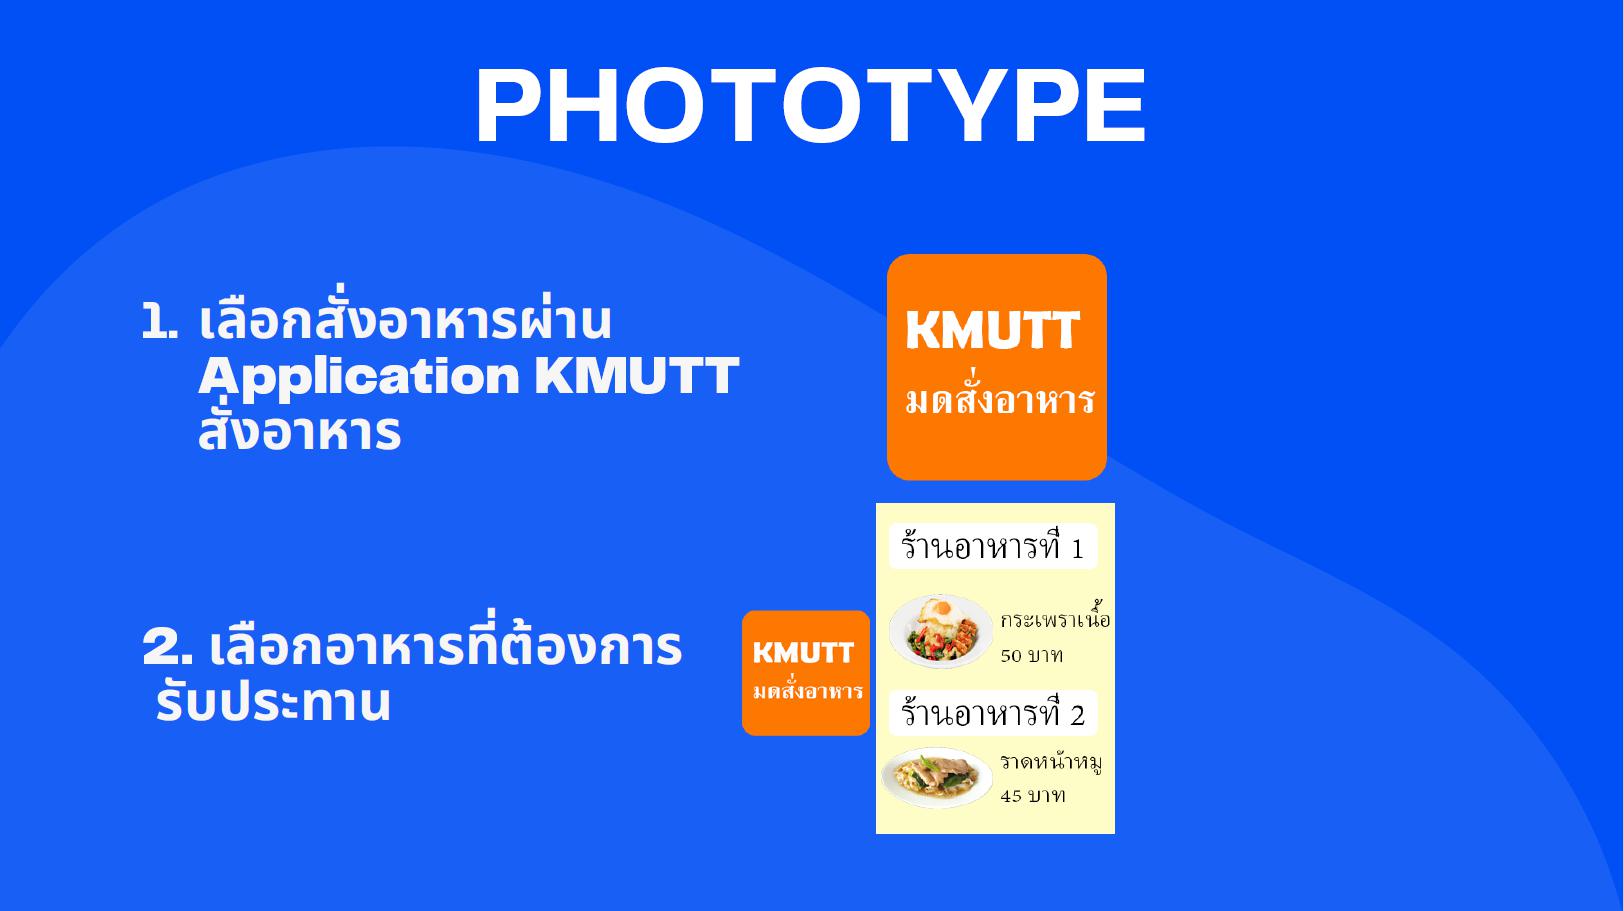 PHOTOTYPE
1. เลือกสั่งอาหารผ่าน
Application KMUTT
สั่งอาหาร
KMUTT
มดสั่งอาหาร
2. เลือกอาหารที่ต้องการ
รับประทาน
KMUTT
มดสั่งอาหาร
ร้านอาหารที่ 1
กระเพราเนื้อ
50 บาท
ร้านอาหารที่ 2
ราดหน้าหมู
45 บาท